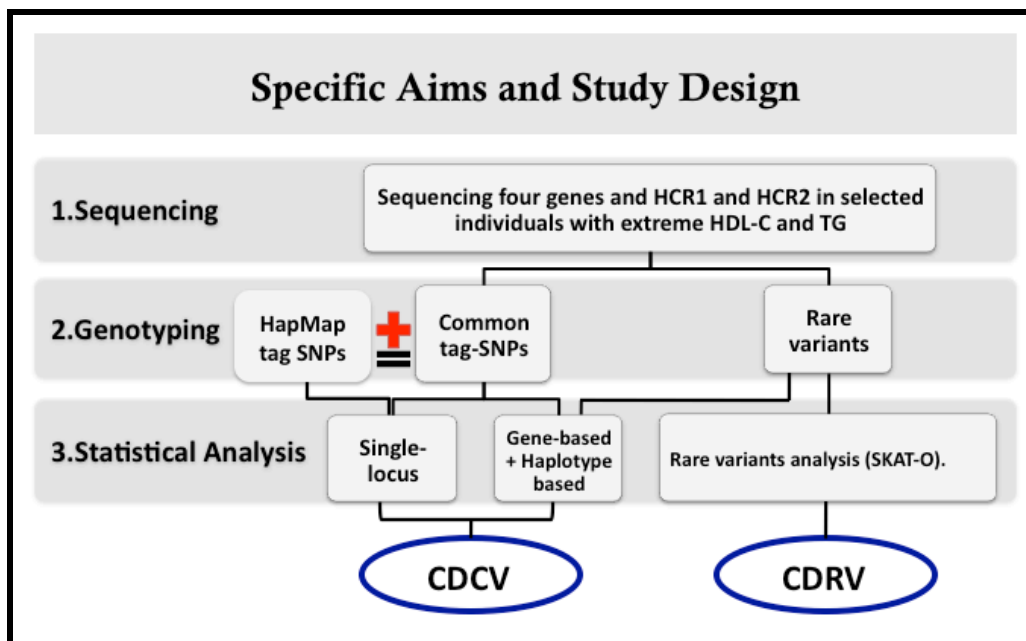 Specific Aims and Study Design
1.Sequencing
Sequencing four genes and HCR1 and HCR2 in selected
individuals with extreme HDL-C and TG
2.Genotyping
HapMap
tag SNPs
Common
tag-SNPs
Rare
variants
3.Statistical Analysis
Single-
locus
Gene-based
+ Haplotype
based
Rare variants analysis (SKAT-O).
CDCV
CDRV